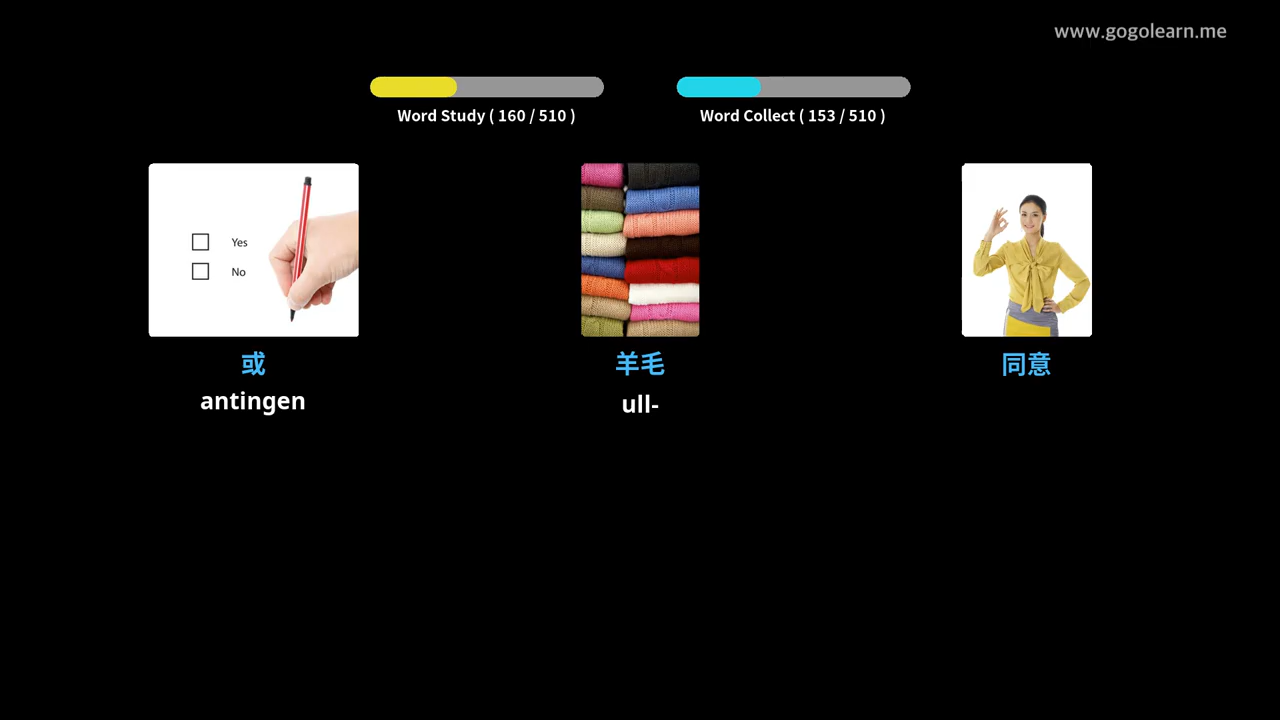 www.gogolearn.me
Word Study ( 160 / 510 )
Word Collect ( 153 / 510 )
Yes
No
或
羊毛
同意
antingen
ull-